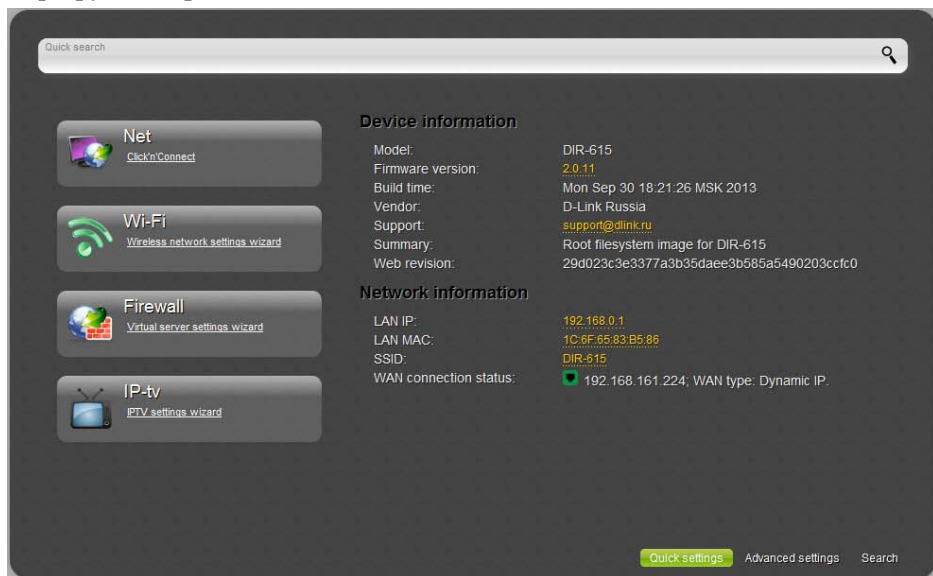 Quick search
Net
Click'n'Connect
Wi-Fi
Wireless network settings wizard
Firewall
Virtual server settings wizard
IP-tv
IPTV settings wizard
Device information
Model: DIR-615
Firmware version: 2.0.11
Build time: Mon Sep 30 18:21:26 MSK 2013
Vendor: D-Link Russia
Support: support@dlink.ru
Summary: Root filesystem image for DIR-615
Web revision: 29d023c3e3377a3b35daee3b585a5490203ccfc0
Network information
LAN IP: 192.168.0.1
LAN MAC: 1C:6F:65:83:B5:86
SSID: DIR-615
WAN connection status: 192.168.161.224; WAN type: Dynamic IP.
Quick settings Advanced settings Search